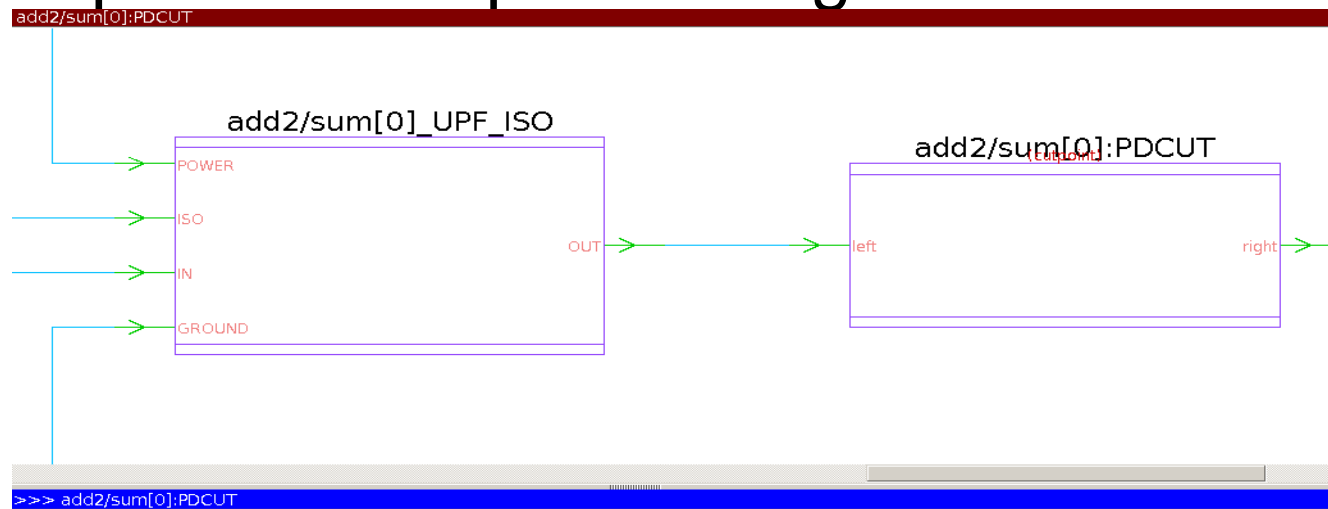 add2/sum[0]:PDCUT
add2/sum[0]_UPF_ISO
add2/sum[0]:PDCUT
(cutpoint)
POWER
ISO
IN
GROUND
OUT
left
right
>>> add2/sum[0]:PDCUT